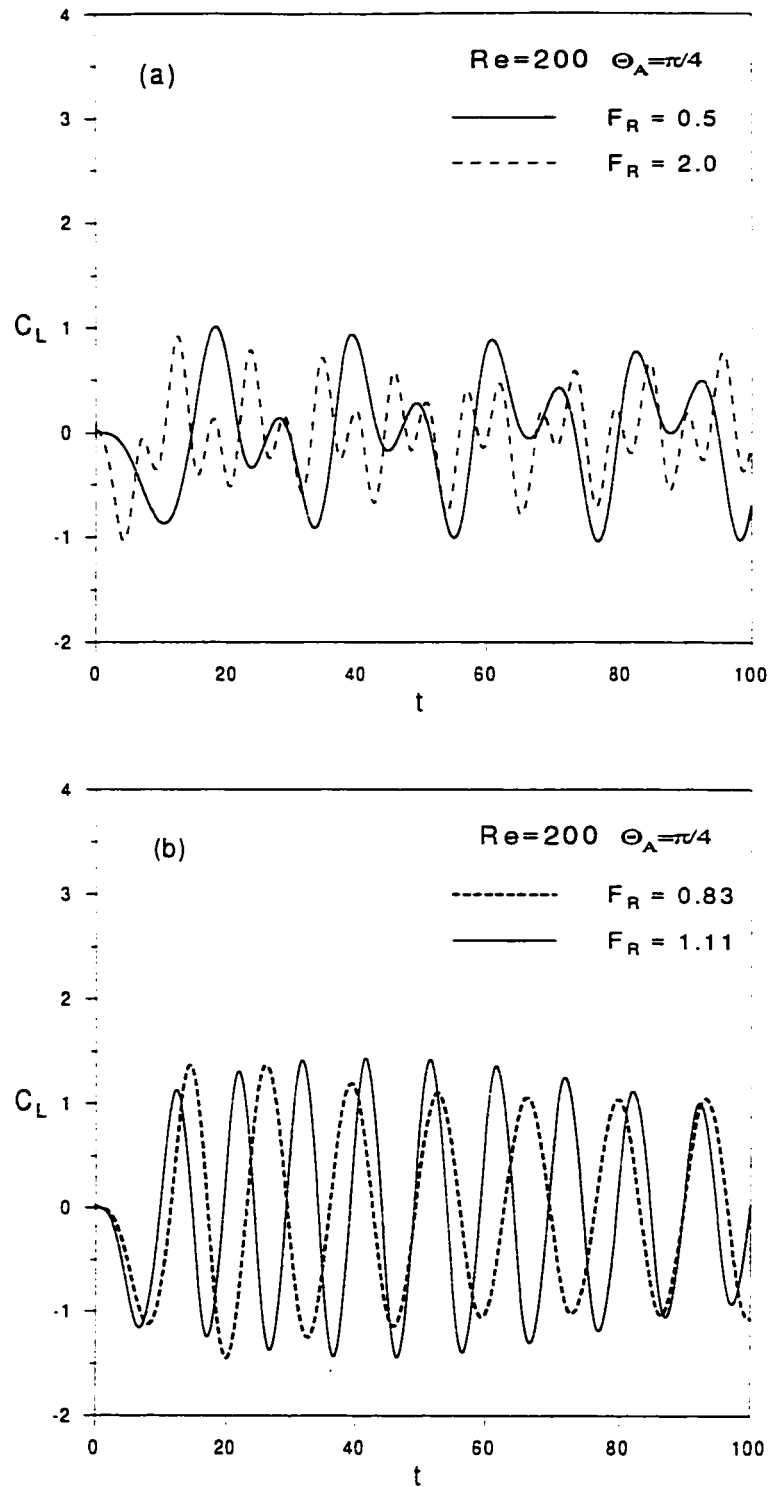 4
(a)
Re=200 Θ_A=π/4
3
F_R = 0.5
F_R = 2.0
2
1
C_L
0
-1
-2
0 20 40 60 80 100
t
4
(b)
Re=200 Θ_A=π/4
3
F_R = 0.83
F_R = 1.11
2
1
C_L
0
-1
-2
0 20 40 60 80 100
t